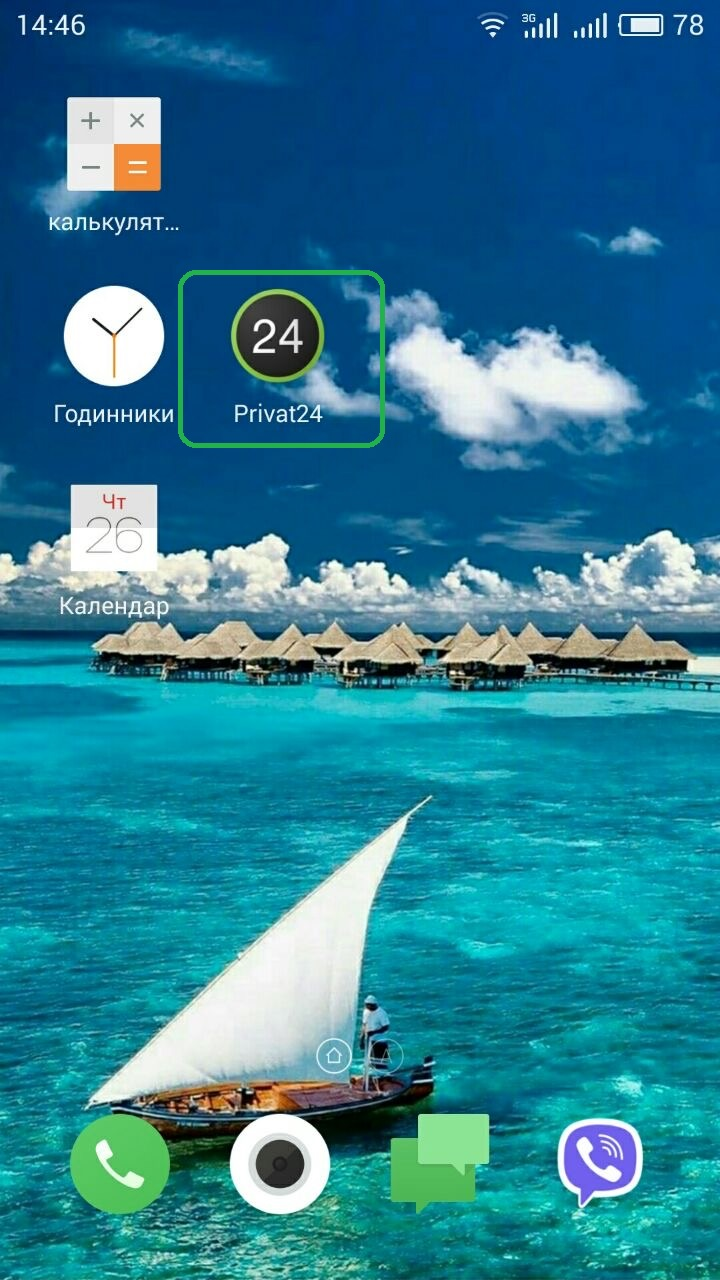 14:46
3G
78
калькулят...
24
Годинники
Privat24
Чт
26
Календар